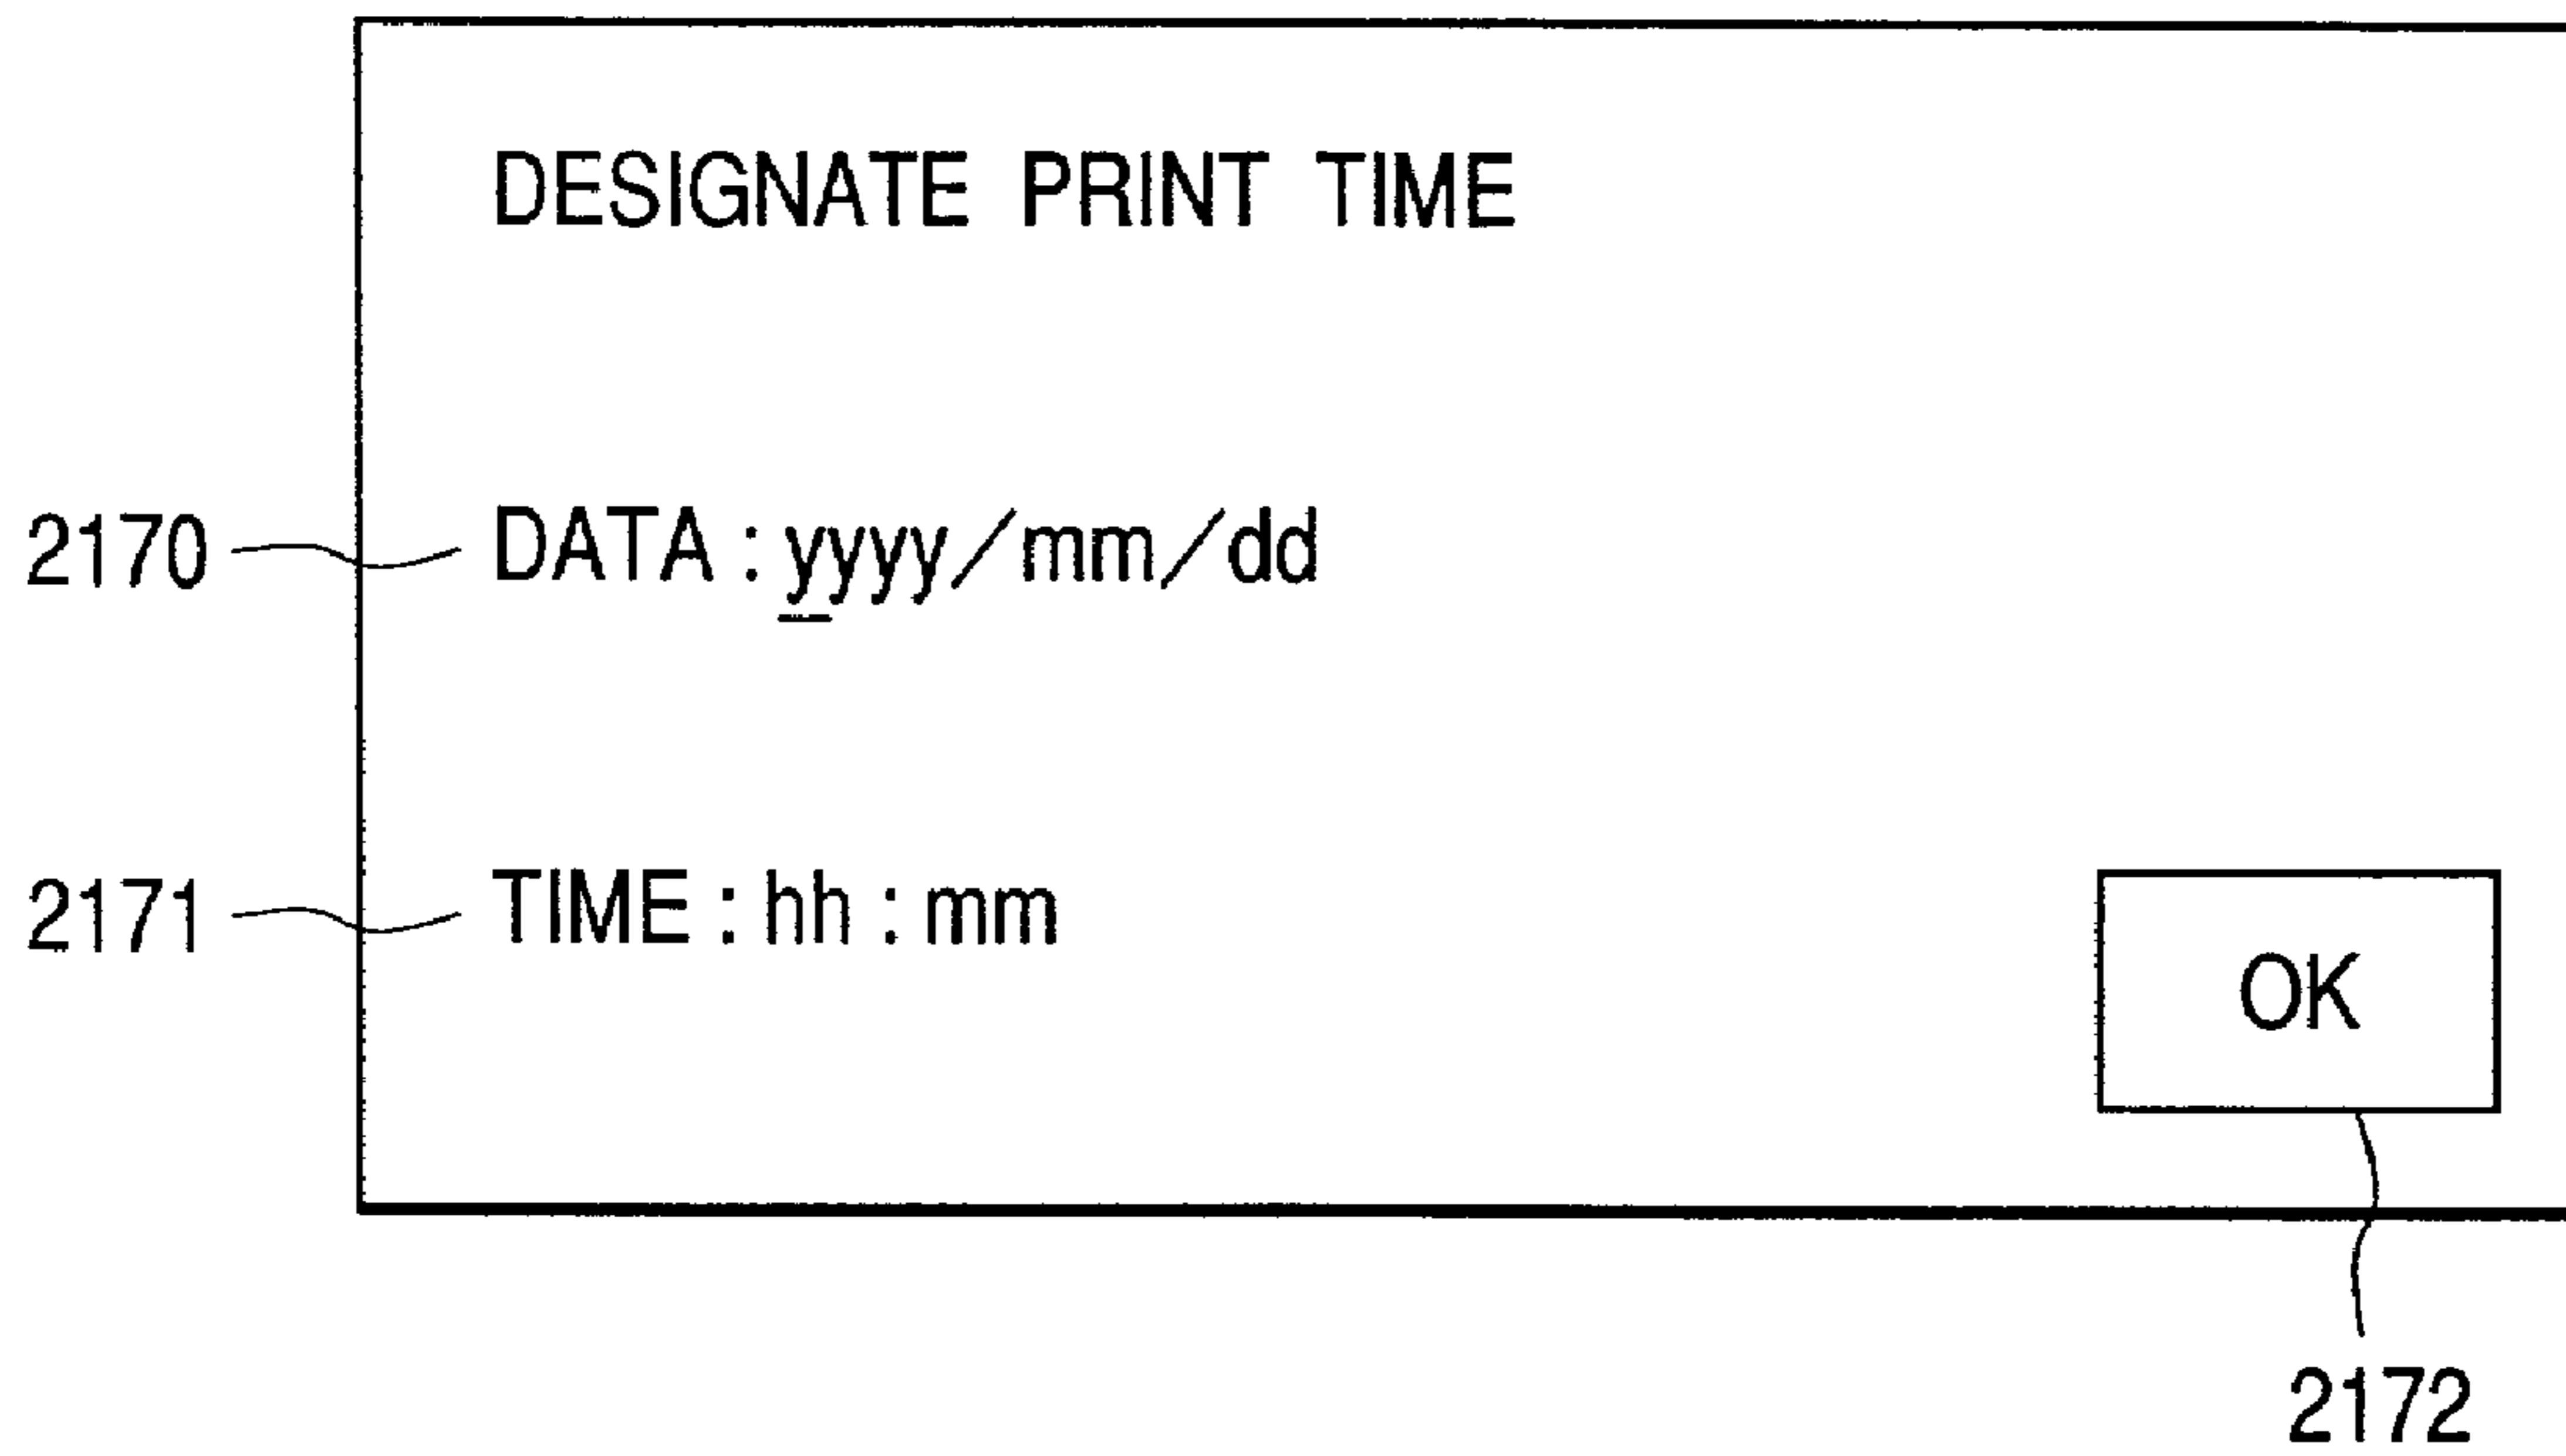 DESIGNATE PRINT TIME
2170 DATA : yyyy/mm/dd
2171 TIME : hh : mm
OK
2172